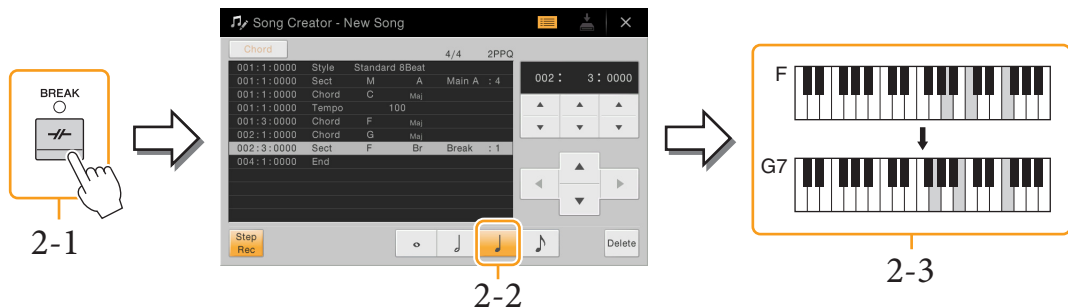 BREAK
2-1
Song Creator - New Song
Chord
4/4 2PPQ
001:1:0000 Style Standard 8Beat
001:1:0000 Sect M A Main A : 4
001:1:0000 Chord C Maj
001:1:0000 Tempo 100
001:3:0000 Chord F Maj
002:1:0000 Chord G Maj
002:3:0000 Sect F Br Break : 1
004:1:0000 End
002: 3: 0000
Step
Rec
Delete
2-2
F
G7
2-3